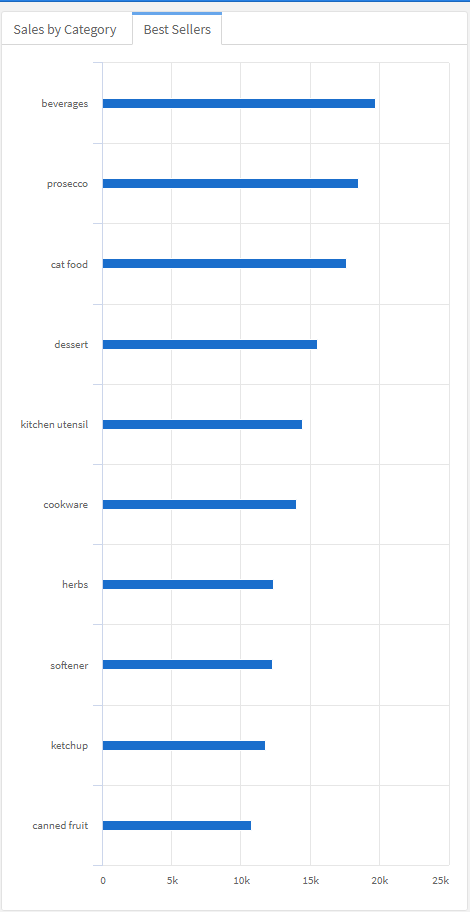 Sales by Category
Best Sellers
beverages
prosecco
cat food
dessert
kitchen utensil
cookware
herbs
softener
ketchup
canned fruit
0 5k 10k 15k 20k 25k